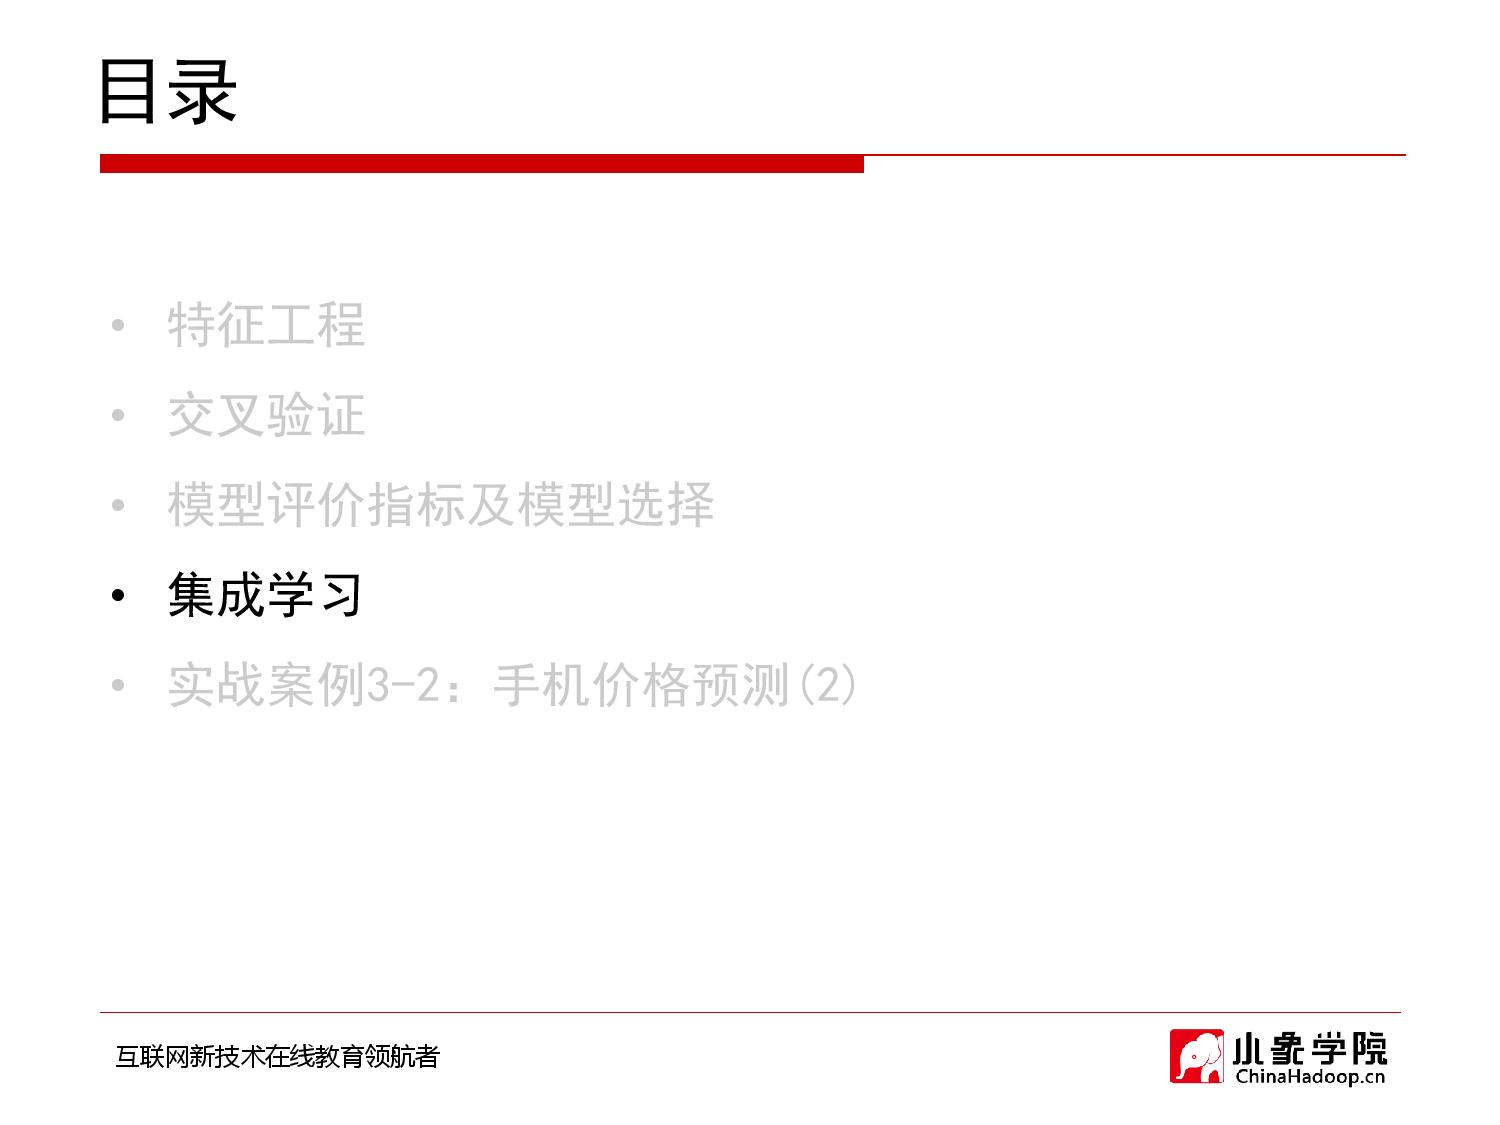 目录
• 特征工程
• 交叉验证
• 模型评价指标及模型选择
• 集成学习
• 实战案例3-2：手机价格预测(2)
互联网新技术在线教育领航者
小象学院
ChinaHadoop.cn